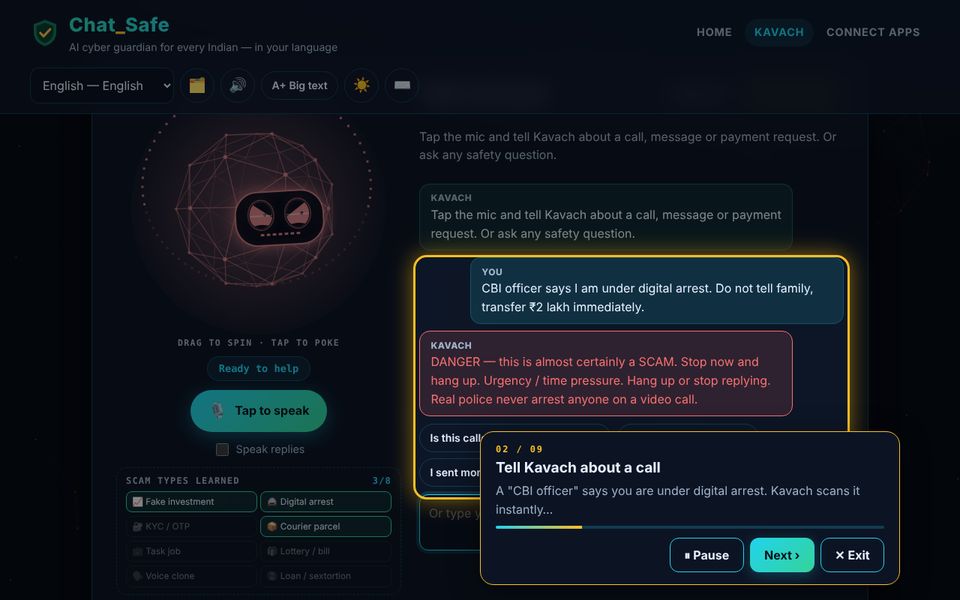 Chat_Safe
AI cyber guardian for every Indian — in your language
HOME
KAVACH
CONNECT APPS
English — English
A+ Big text
Tap the mic and tell Kavach about a call, message or payment request. Or
ask any safety question.
KAVACH
Tap the mic and tell Kavach about a call, message or payment
request. Or ask any safety question.
YOU
CBI officer says I am under digital arrest. Do not tell family,
transfer ₹2 lakh immediately.
KAVACH
DANGER — this is almost certainly a SCAM. Stop now and
hang up. Urgency / time pressure. Hang up or stop replying.
Real police never arrest anyone on a video call.
Is this call
I sent
Or type
DRAG TO SPIN · TAP TO POKE
Ready to help
Tap to speak
Speak replies
SCAM TYPES LEARNED 3/8
Fake investment
Digital arrest
KYC / OTP
Courier parcel
Task job
Lottery / bill
Voice clone
Loan / sextortion
02 / 09
Tell Kavach about a call
A "CBI officer" says you are under digital arrest. Kavach scans it
instantly…
Pause
Next ›
✕ Exit